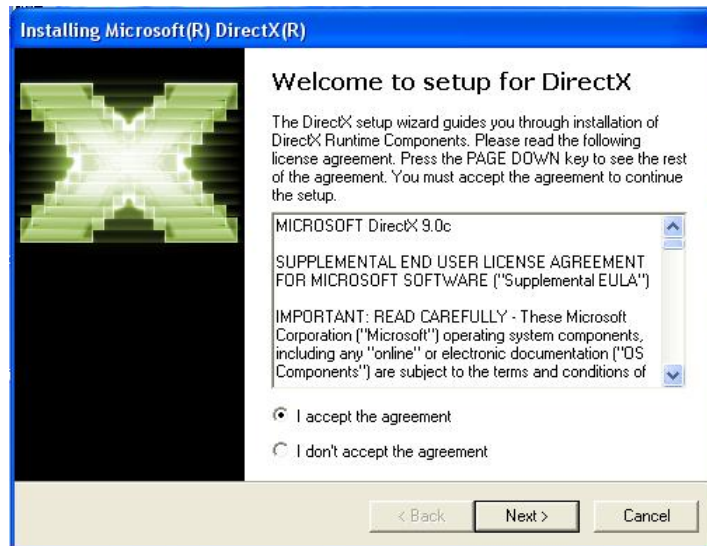 Installing Microsoft(R) DirectX(R)
Welcome to setup for DirectX
The DirectX setup wizard guides you through installation of
DirectX Runtime Components. Please read the following
license agreement. Press the PAGE DOWN key to see the rest
of the agreement. You must accept the agreement to continue
the setup.
MICROSOFT DirectX 9.0c
SUPPLEMENTAL END USER LICENSE AGREEMENT
FOR MICROSOFT SOFTWARE ("Supplemental EULA")
IMPORTANT: READ CAREFULLY - These Microsoft
Corporation ("Microsoft") operating system components,
including any "online" or electronic documentation ("OS
Components") are subject to the terms and conditions of
I accept the agreement
I don't accept the agreement
< Back
Next >
Cancel